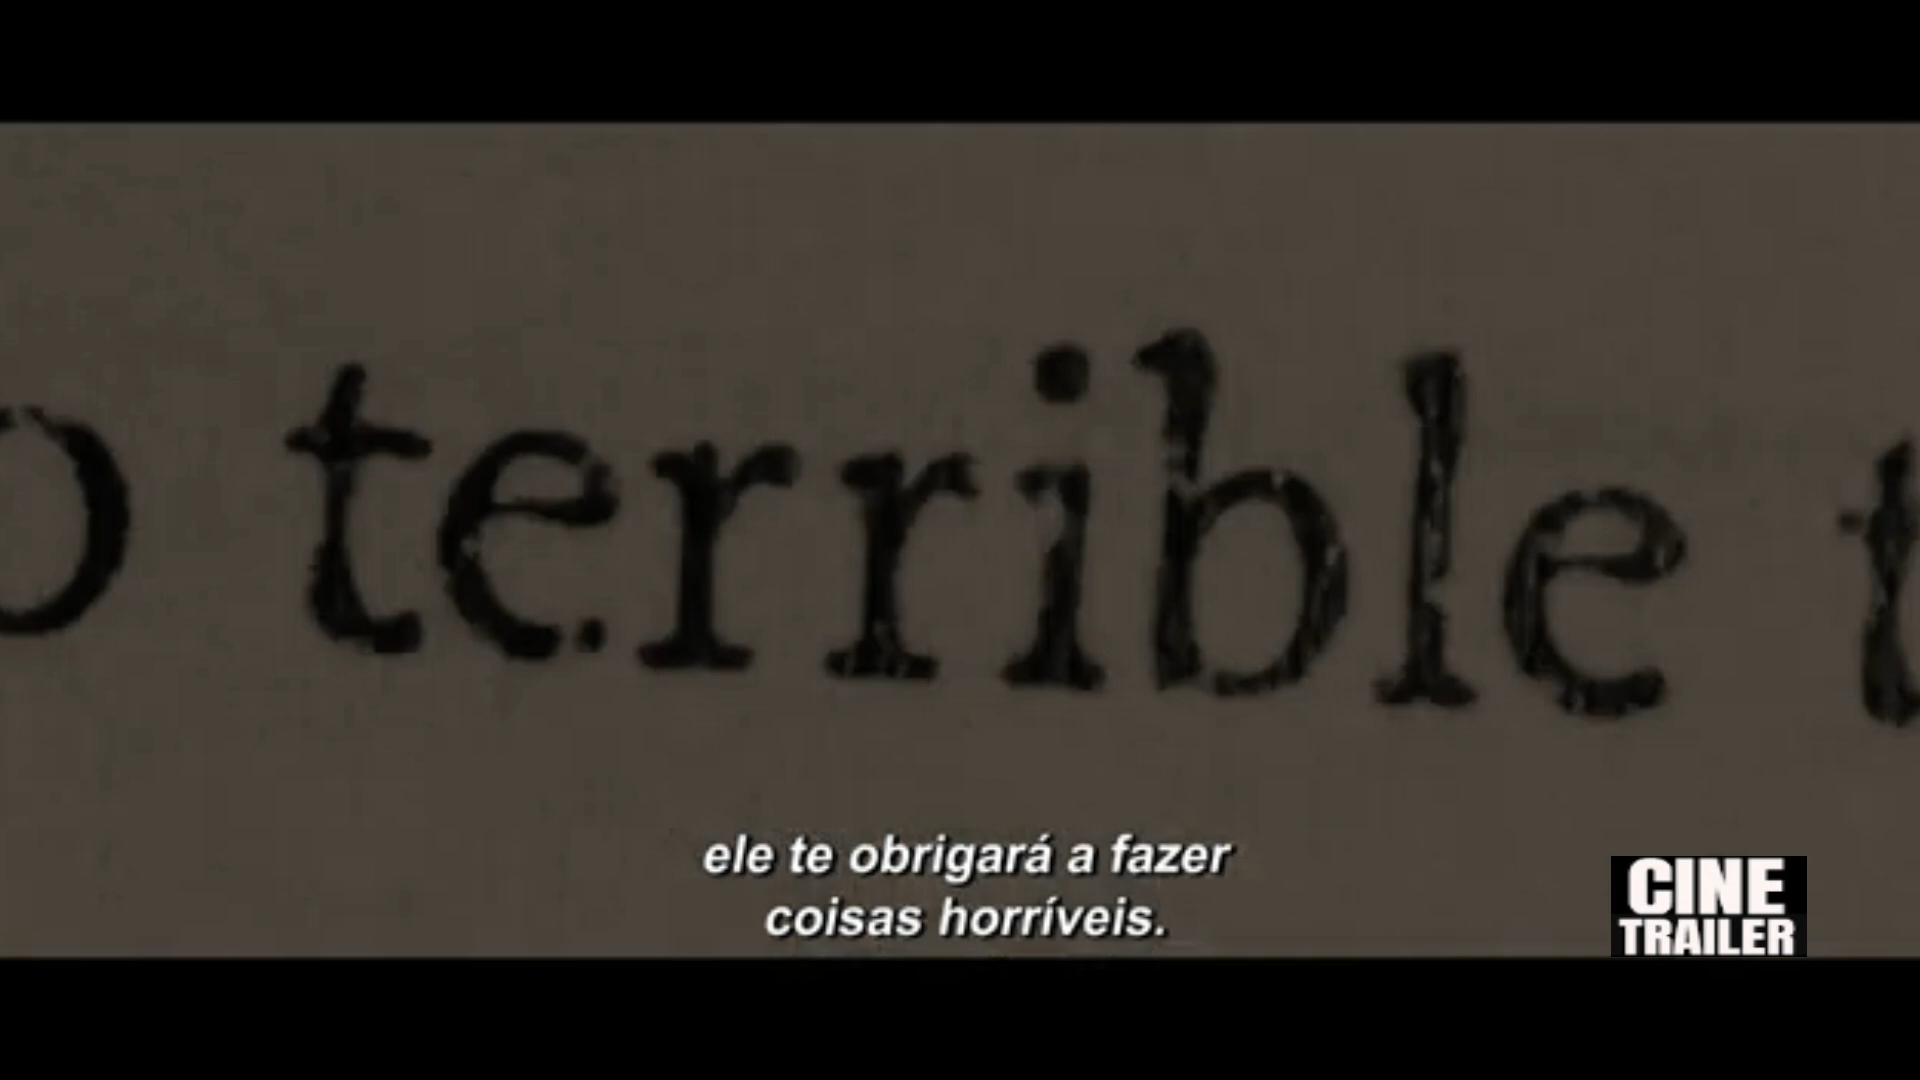 terrible
ele te obrigará a fazer
coisas horríveis.
CINE
TRAILER